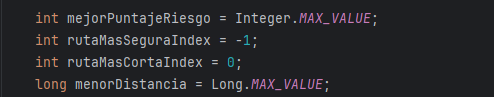 int mejorPuntajeRiesgo = Integer.MAX_VALUE;
int rutaMasSeguraIndex = -1;
int rutaMasCortaIndex = 0;
long menorDistancia = Long.MAX_VALUE;